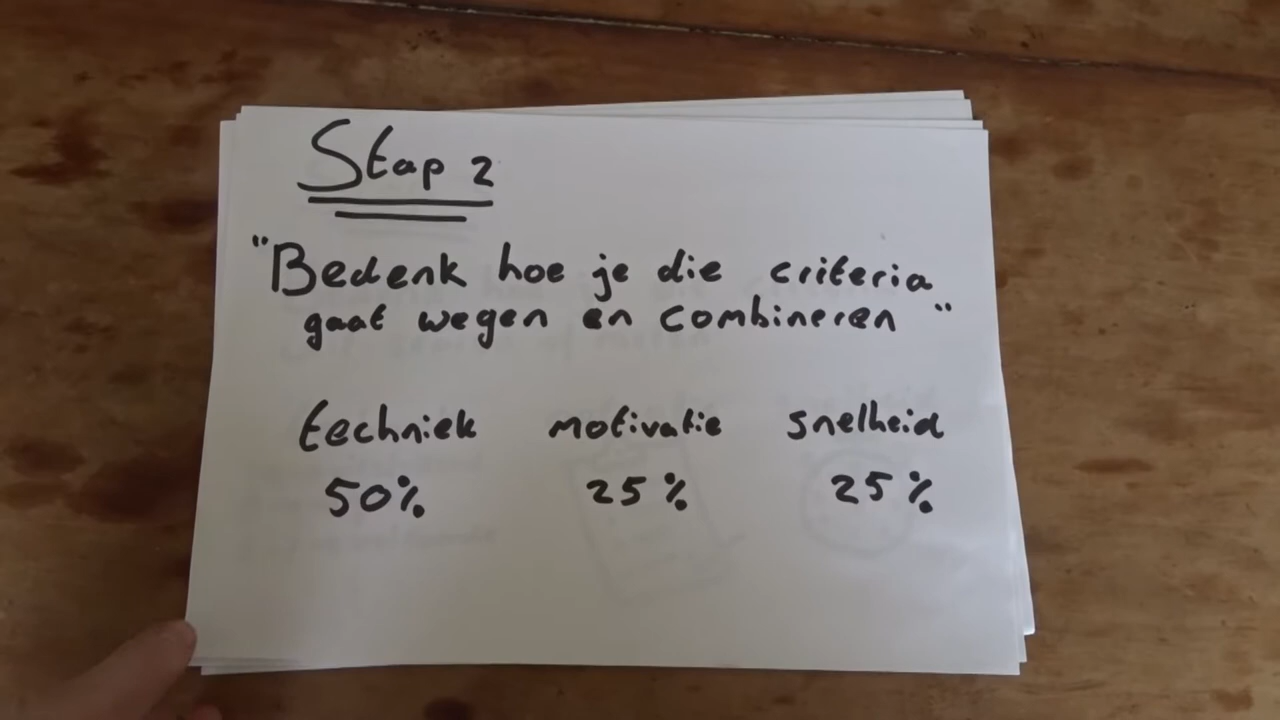 Stap 2
"Bedenk hoe je die criteria
gaat wegen en combineren"
techniek motivatie snelheid
50% 25% 25%